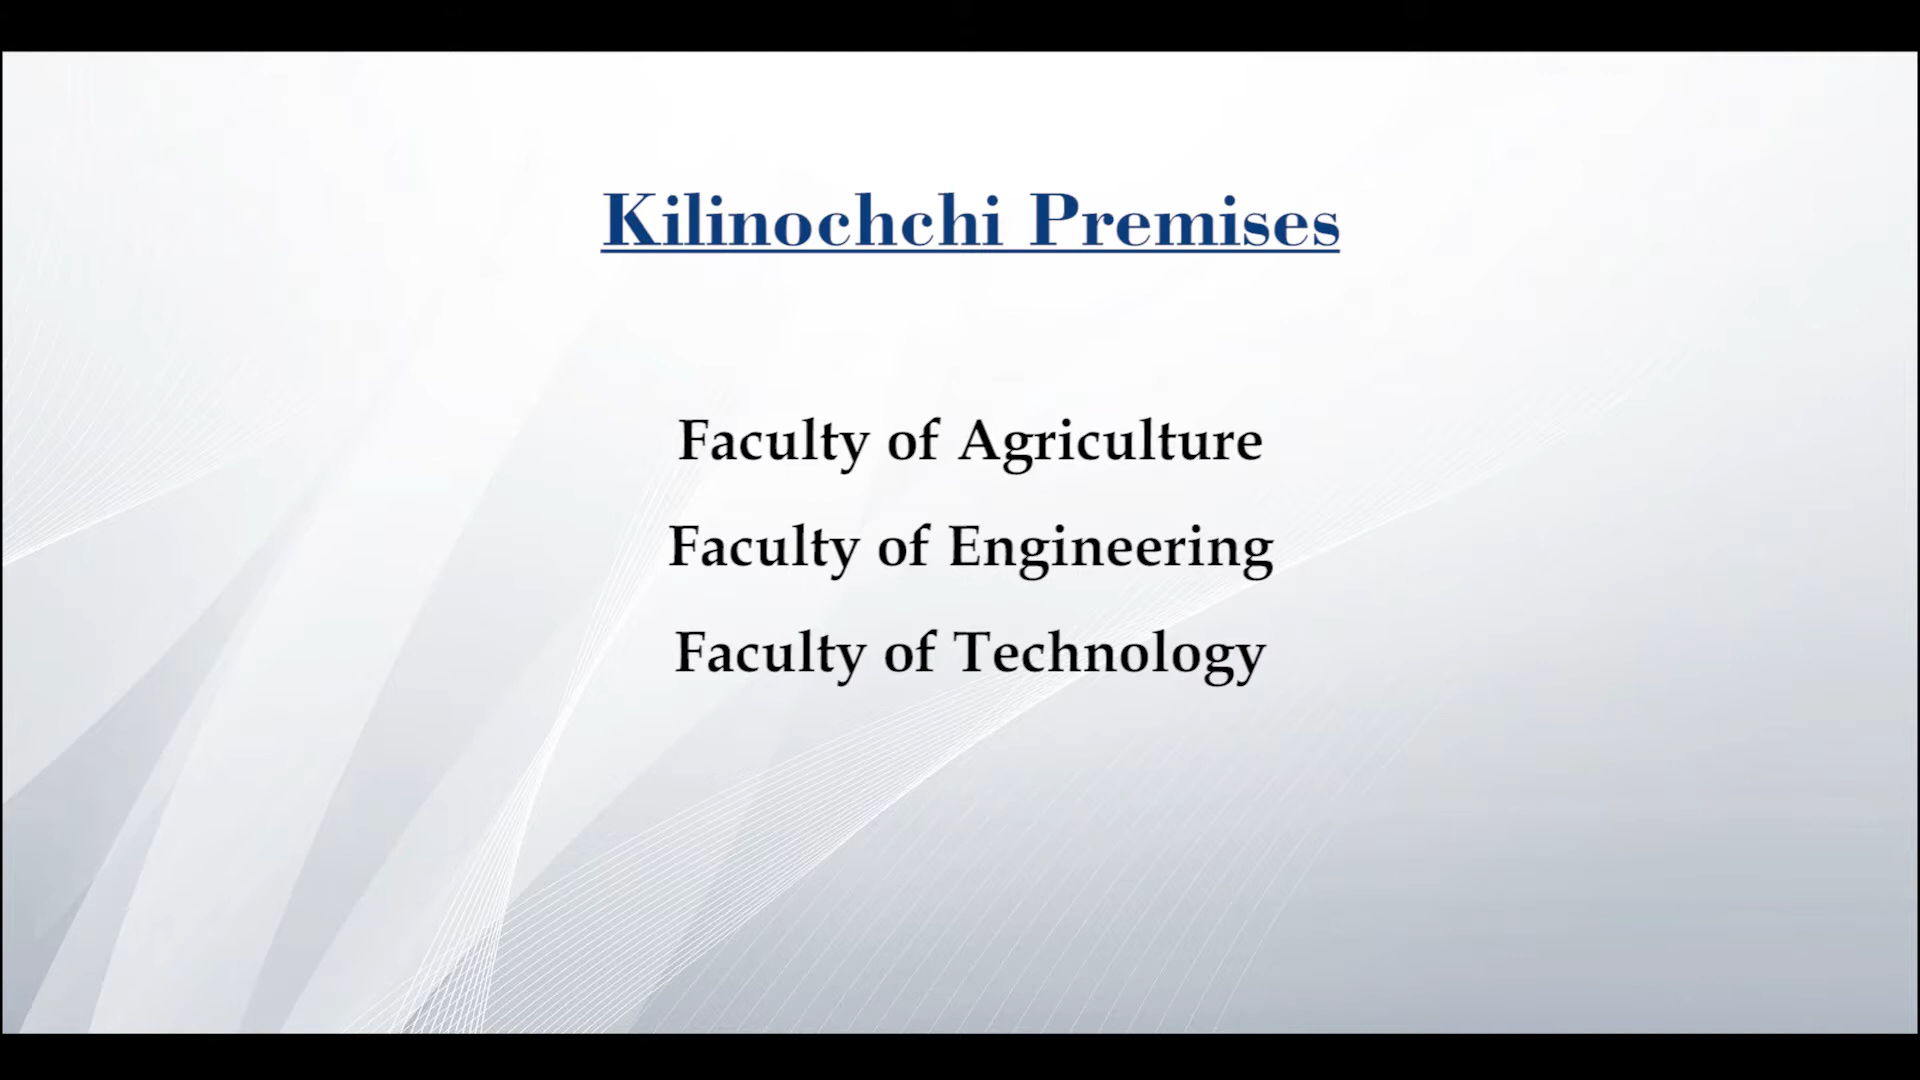 Kilinochchi Premises
Faculty of Agriculture
Faculty of Engineering
Faculty of Technology